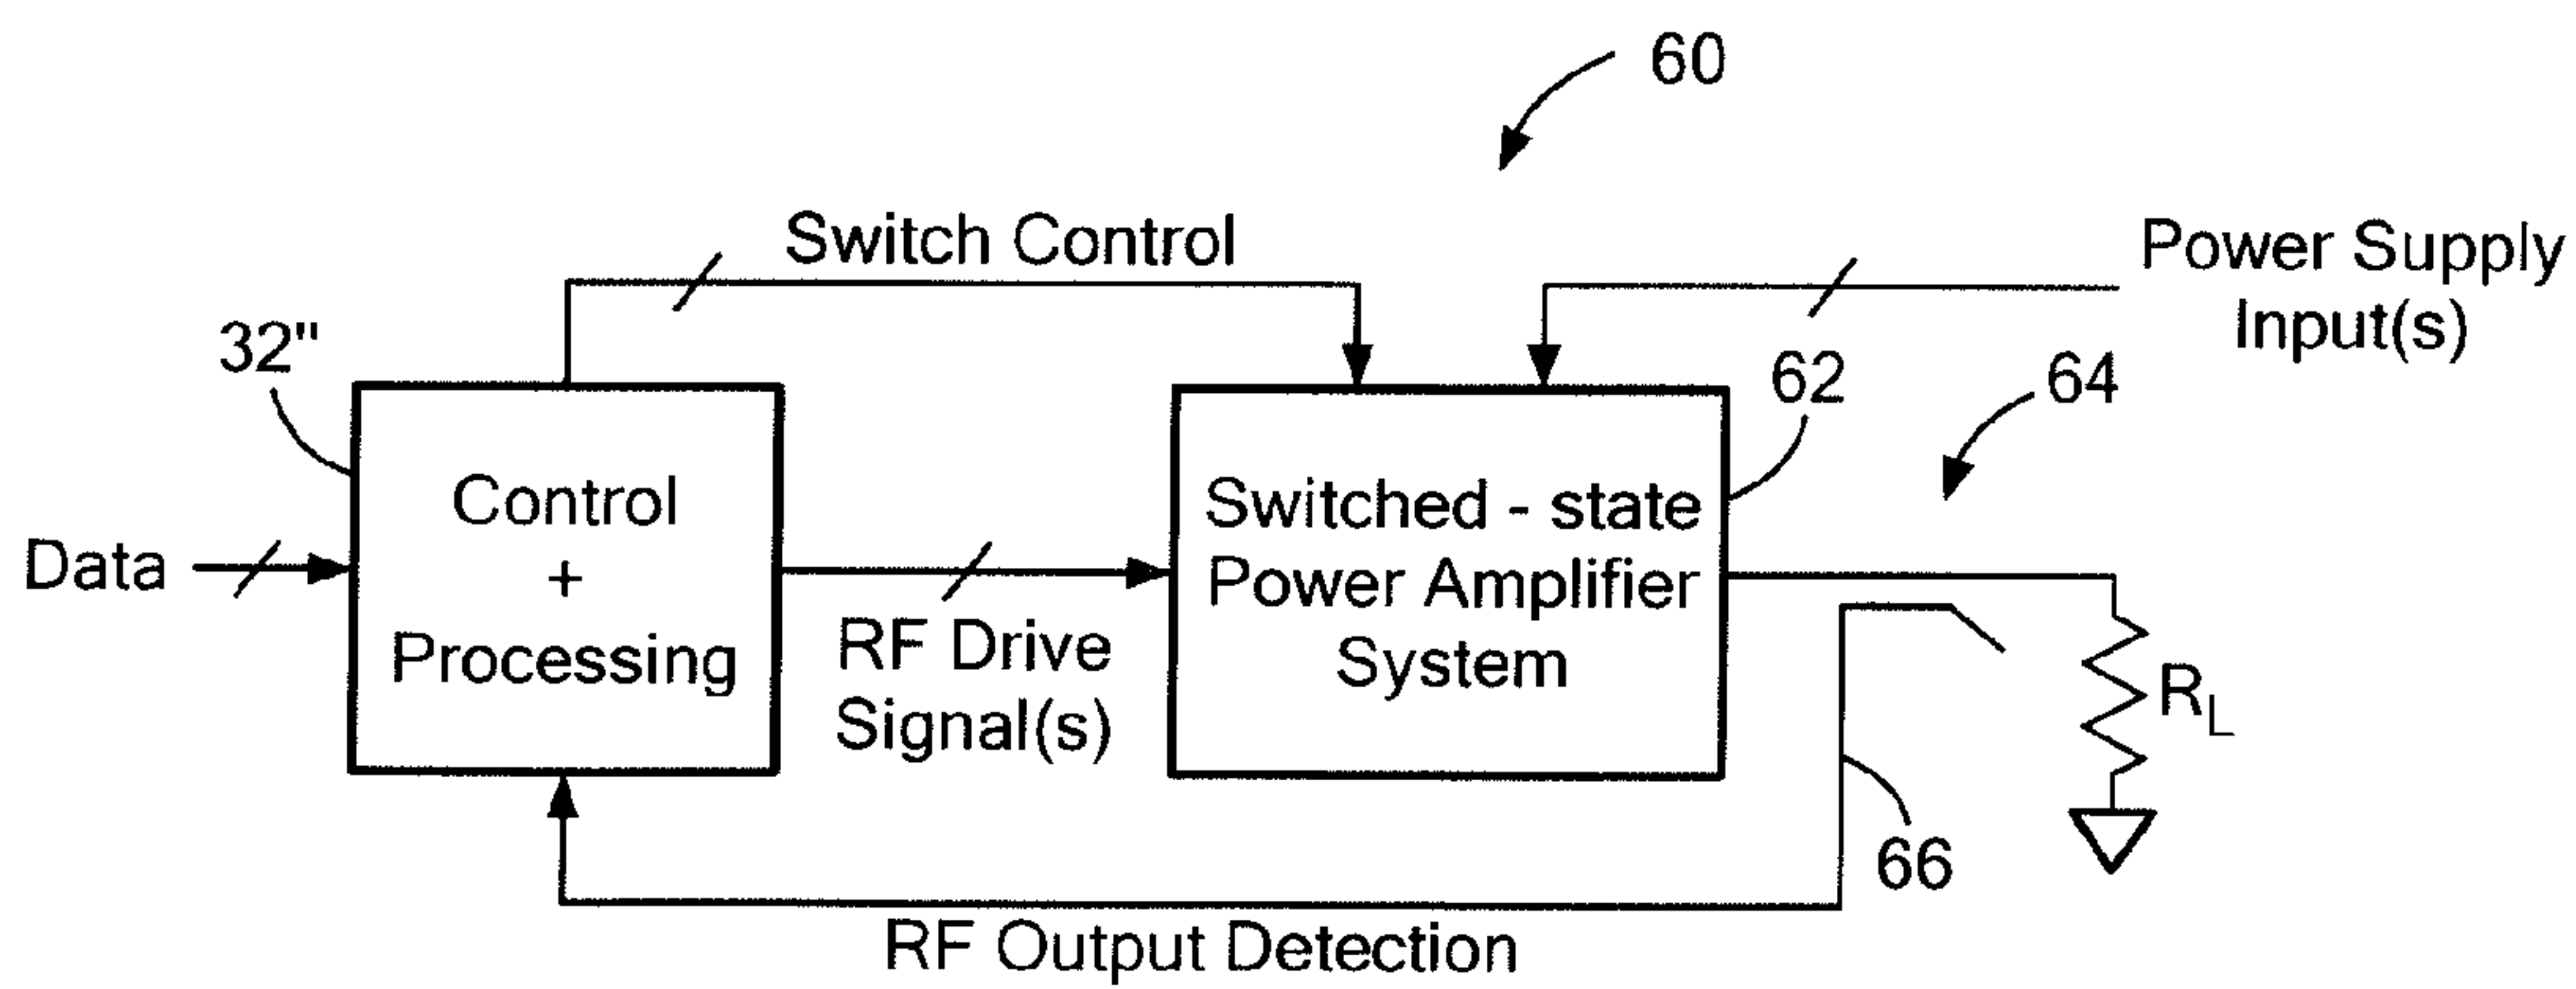 60
Switch Control
Power Supply
Input(s)
32"
62
64
Control
+
Processing
Data
Switched - state
Power Amplifier
System
RF Drive
Signal(s)
RL
66
RF Output Detection